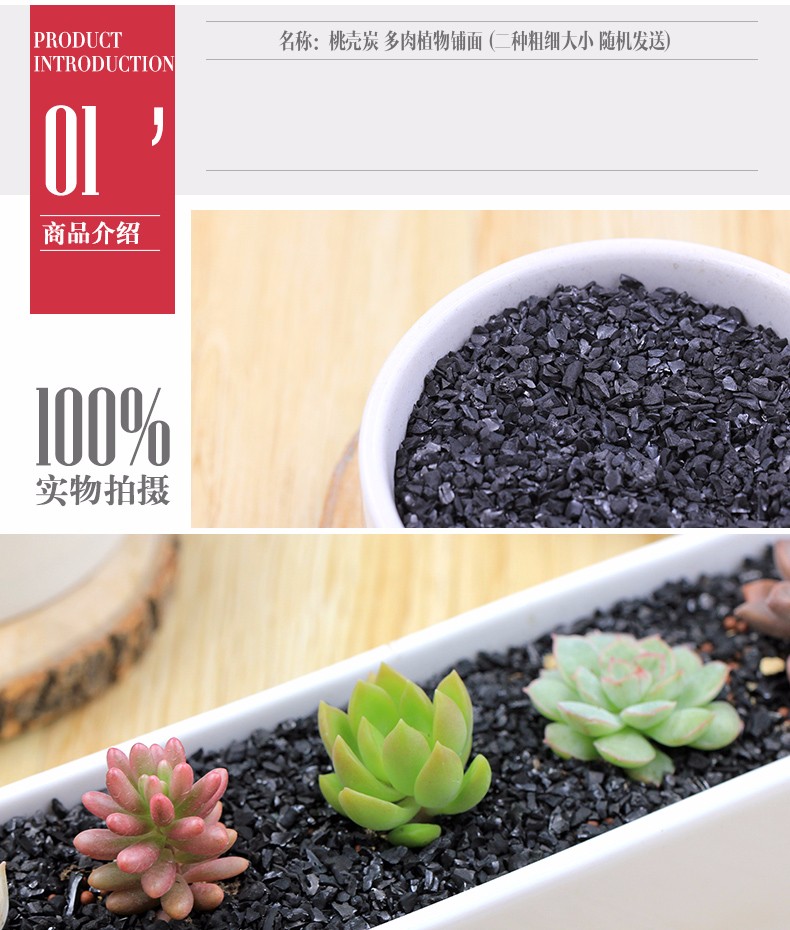 PRODUCT
INTRODUCTION
01 ’
商品介绍
名称：桃壳炭 多肉植物铺面 (二种粗细大小 随机发送)
100%
实物拍摄